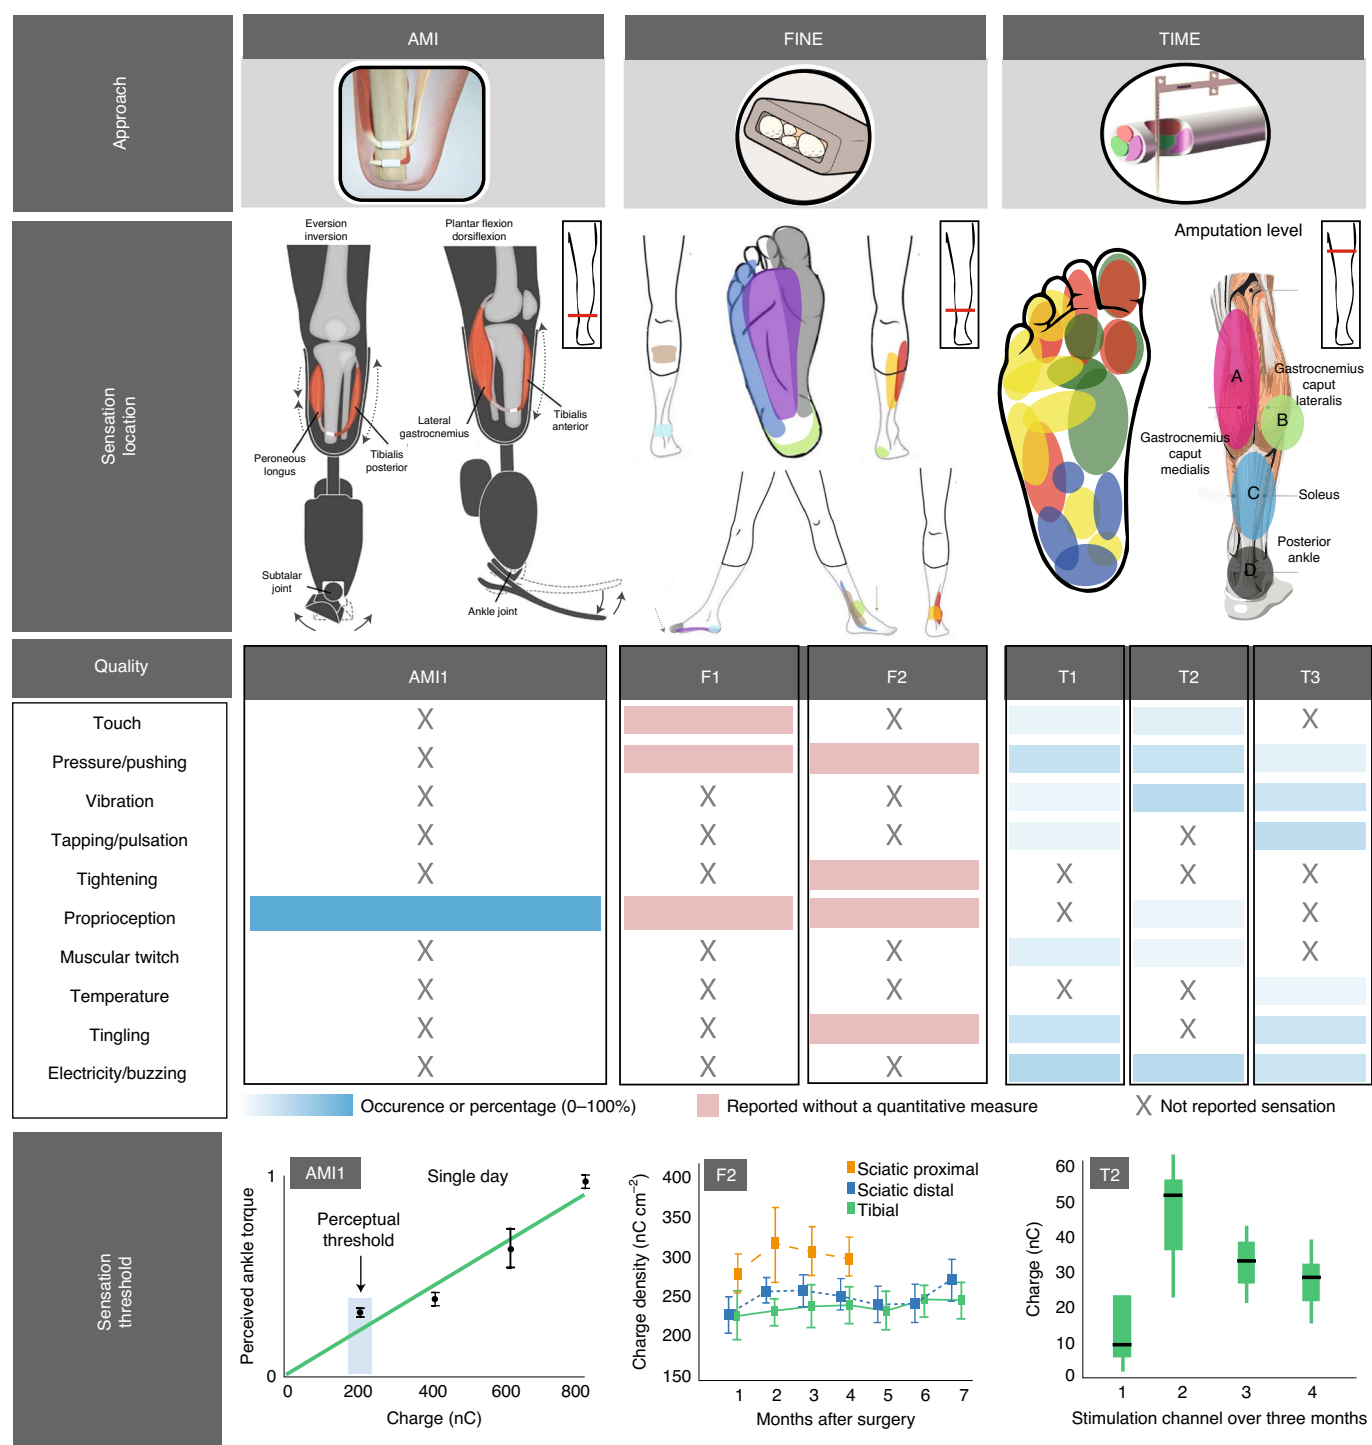 AMI
FINE
TIME
Approach
Sensation
location
Eversion
inversion
Plantar flexion
dorsiflexion
Peroneous
longus
Tibialis
posterior
Lateral
gastrocnemius
Tibialis
anterior
Subtalar
joint
Ankle joint
Amputation level
A
Gastrocnemius
caput
lateralis
B
Gastrocnemius
caput
medialis
C
Soleus
Posterior
ankle
D
Quality
AMI1
F1
F2
T1
T2
T3
Touch
X X X
Pressure/pushing
X
Vibration
X X X
Tapping/pulsation
X X X X
Tightening
X X X X X
Proprioception
X X
Muscular twitch
X X X X
Temperature
X X X X X
Tingling
X X X
Electricity/buzzing
X X X
Occurence or percentage (0–100%)
Reported without a quantitative measure
X Not reported sensation
Sensation
threshold
AMI1
Single day
Perceptual
threshold
Perceived ankle torque
1
0
0 200 400 600 800
Charge (nC)
F2
Sciatic proximal
Sciatic distal
Tibial
Charge density (nC cm⁻²)
400
350
300
250
200
150
1 2 3 4 5 6 7
Months after surgery
T2
Charge (nC)
60
50
40
30
20
10
0
1 2 3 4
Stimulation channel over three months